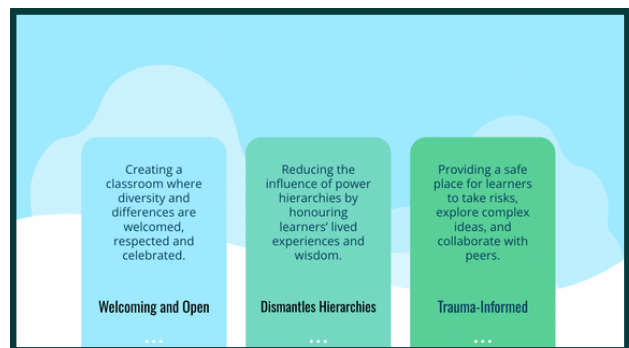 Creating a
classroom where
diversity and
differences are
welcomed,
respected and
celebrated.
Welcoming and Open
Reducing the
influence of power
hierarchies by
honouring
learners' lived
experiences and
wisdom.
Dismantles Hierarchies
Providing a safe
place for learners
to take risks,
explore complex
ideas, and
collaborate with
peers.
Trauma-Informed